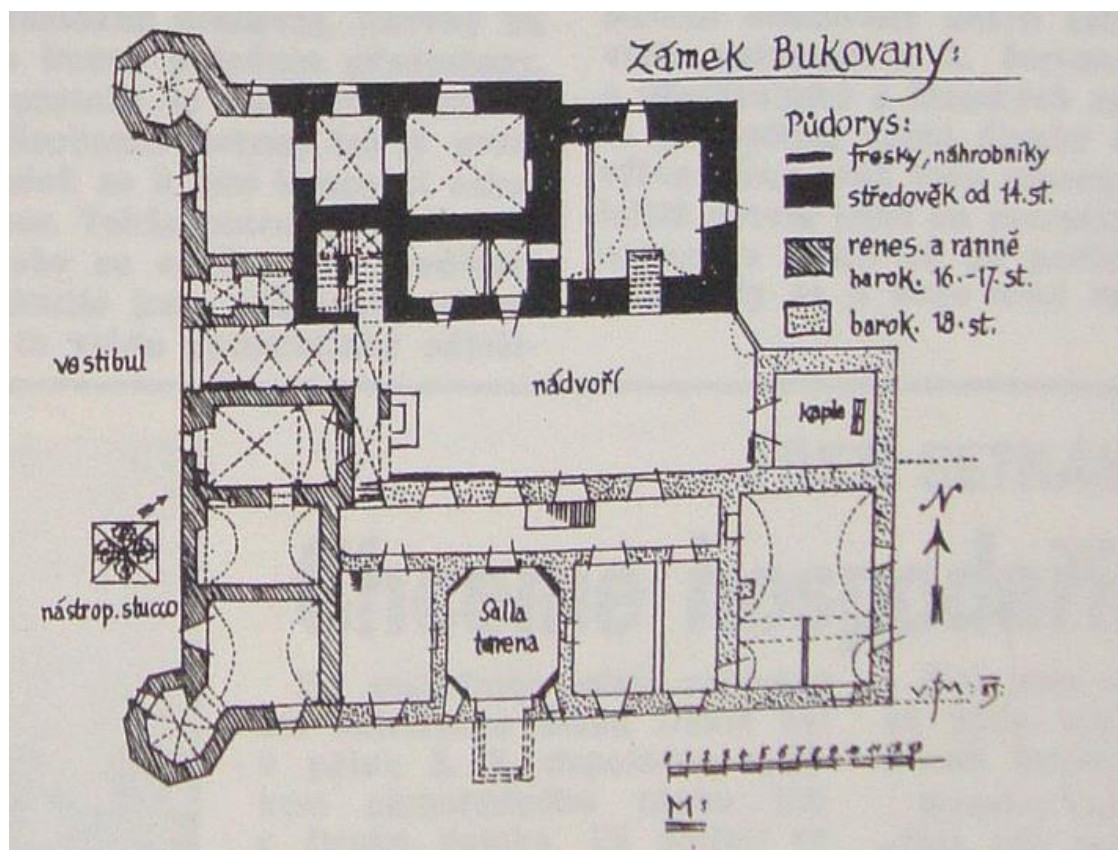 Zámek Bukovany:
Půdorys:
fresky, náhrobníky
středověk od 14.st.
renes. a ranně
barok. 16.-17. st.
barok. 18. st.
vestibul
nádvoří
kaple
N
nástrop. stucco
Salla
terrena
M: